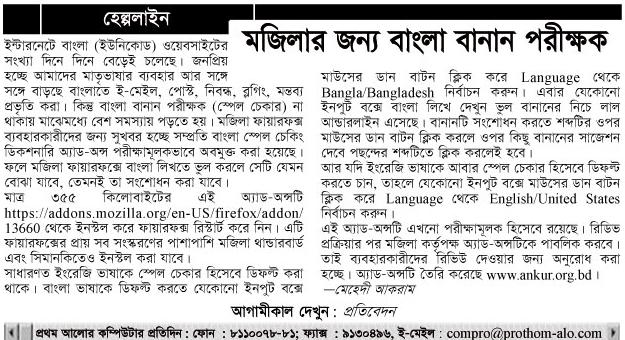 হেল্পলাইন
মজিলার জন্য বাংলা বানান পরীক্ষক
ইন্টারনেটে বাংলা (ইউনিকোড) ওয়েবসাইটের
সংখ্যা দিনে দিনে বেড়েই চলেছে। জনপ্রিয়
হচ্ছে আমাদের মাতৃভাষার ব্যবহার আর সঙ্গে
সঙ্গে বাড়ছে বাংলাতে ই-মেইল, পোস্ট, নিবন্ধ, ব্লগিং, মন্তব্য
প্রভৃতি করা। কিন্তু বাংলা বানান পরীক্ষক (স্পেল চেকার) না
থাকায় মাঝেমধ্যে বেশ সমস্যায় পড়তে হয়। মজিলা ফায়ারফক্স
ব্যবহারকারীদের জন্য সুখবর হচ্ছে সম্প্রতি বাংলা স্পেল চেকিং
ডিকশনারি অ্যাড-অন্স পরীক্ষামূলকভাবে অবমুক্ত করা হয়েছে।
ফলে মজিলা ফায়ারফক্সে বাংলা লিখতে ভুল করলে সেটি যেমন
বোঝা যাবে, তেমনই তা সংশোধন করা যাবে।
মাত্র ৩৫৫ কিলোবাইটের এই অ্যাড-অন্সটি
https://addons.mozilla.org/en-US/firefox/addon/
13660 থেকে ইনস্টল করে ফায়ারফক্স রিস্টার্ট করে নিন। এটি
ফায়ারফক্সের প্রায় সব সংস্করণের পাশাপাশি মজিলা থান্ডারবার্ড
এবং সিমানকিতেও ইনস্টল করা যাবে।
সাধারণত ইংরেজি ভাষাকে স্পেল চেকার হিসেবে ডিফল্ট করা
থাকে। বাংলা ভাষাকে ডিফল্ট করতে যেকোনো ইনপুট বক্সে
মাউসের ডান বাটন ক্লিক করে Language থেকে
Bangla/Bangladesh নির্বাচন করুন। এবার যেকোনো
ইনপুট বক্সে বাংলা লিখে দেখুন ভুল বানানের নিচে লাল
আন্ডারলাইন এসেছে। বানানটি সংশোধন করতে শব্দটির ওপর
মাউসের ডান বাটন ক্লিক করলে ওপর কিছু বানানের সাজেশন
দেবে পছন্দের শব্দটিতে ক্লিক করলেই হবে।
আর যদি ইংরেজি ভাষাকে আবার স্পেল চেকার হিসেবে ডিফল্ট
করতে চান, তাহলে যেকোনো ইনপুট বক্সে মাউসের ডান বাটন
ক্লিক করে Language থেকে English/United States
নির্বাচন করুন।
এই অ্যাড-অন্সটি এখনো পরীক্ষামূলক হিসেবে রয়েছে। রিভিউ
প্রক্রিয়ার পর মজিলা কর্তৃপক্ষ অ্যাড-অন্সটিকে পাবলিক করবে।
তাই ব্যবহারকারীদের রিভিউ দেওয়ার জন্য অনুরোধ করা
হচ্ছে। অ্যাড-অন্সটি তৈরি করেছে www.ankur.org.bd।
—মেহেদী আকরাম
আগামীকাল দেখুন : প্রতিবেদন
প্রথম আলোর কম্পিউটার প্রতিদিন : ফোন : ৮১১০০৭৮-৮১; ফ্যাক্স : ৯১৩০৪৯৬, ই-মেইল : compro@prothom-alo.com